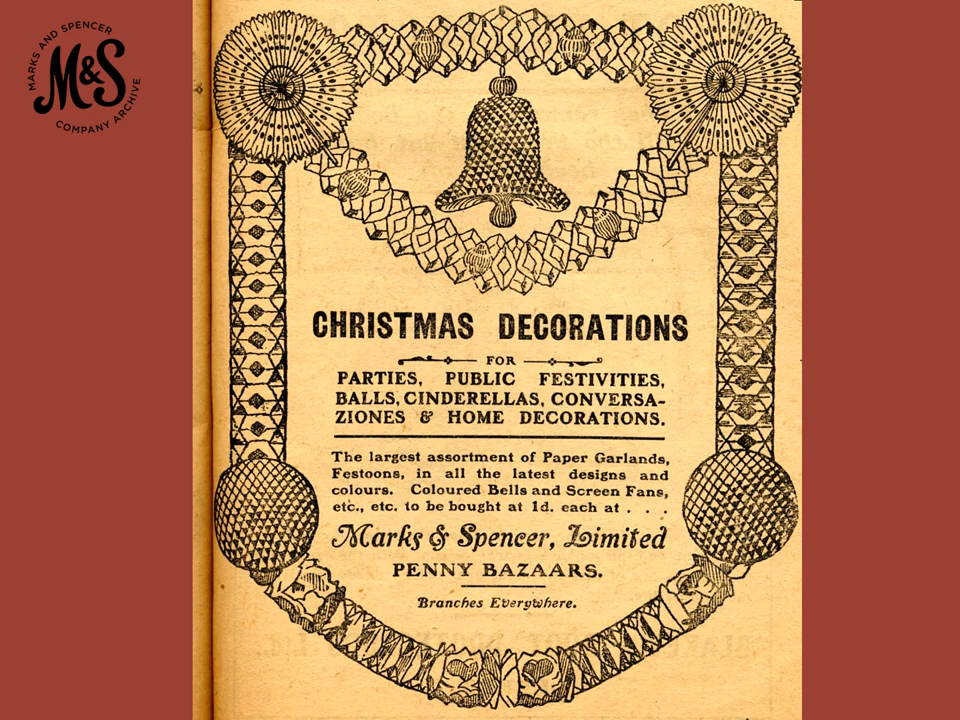 MARKS AND SPENCER
M&S
COMPANY ARCHIVE
CHRISTMAS DECORATIONS
FOR
PARTIES, PUBLIC FESTIVITIES,
BALLS, CINDERELLAS, CONVERSA-
ZIONES & HOME DECORATIONS.
The largest assortment of Paper Garlands,
Festoons, in all the latest designs and
colours. Coloured Bells and Screen Fans,
etc., etc. to be bought at 1d. each at . . .
Marks & Spencer, Limited
PENNY BAZAARS.
Branches Everywhere.